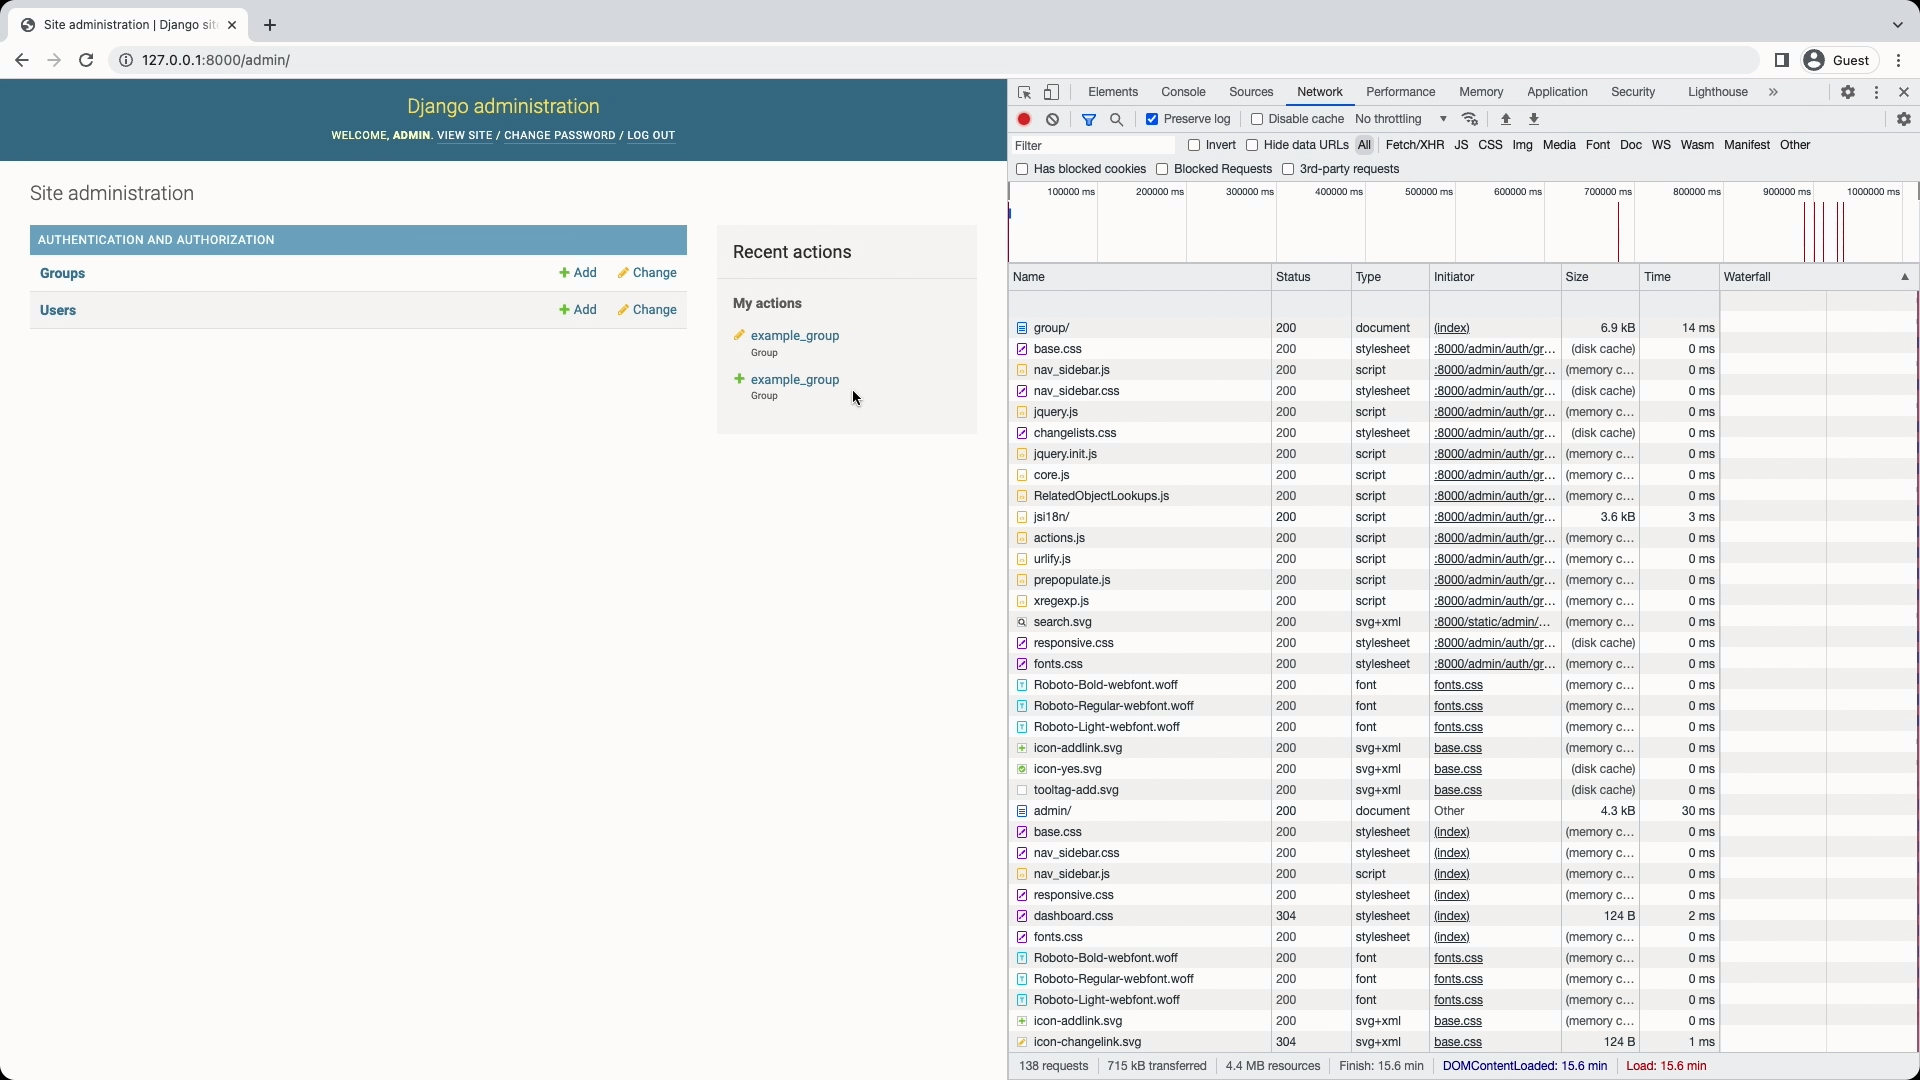 Site administration | Django sit
127.0.0.1:8000/admin/
Guest
Django administration
WELCOME, ADMIN. VIEW SITE / CHANGE PASSWORD / LOG OUT
Site administration
AUTHENTICATION AND AUTHORIZATION
Groups Add Change
Users Add Change
Recent actions
My actions
example_group
Group
example_group
Group
Elements Console Sources Network Performance Memory Application Security Lighthouse
Preserve log Disable cache No throttling
Filter Invert Hide data URLs All Fetch/XHR JS CSS Img Media Font Doc WS Wasm Manifest Other
Has blocked cookies Blocked Requests 3rd-party requests
100000 ms 200000 ms 300000 ms 400000 ms 500000 ms 600000 ms 700000 ms 800000 ms 900000 ms 1000000 ms
Name Status Type Initiator Size Time Waterfall
group/ 200 document (index) 6.9 kB 14 ms
base.css 200 stylesheet :8000/admin/auth/gr... (disk cache) 0 ms
nav_sidebar.js 200 script :8000/admin/auth/gr... (memory c... 0 ms
nav_sidebar.css 200 stylesheet :8000/admin/auth/gr... (disk cache) 0 ms
jquery.js 200 script :8000/admin/auth/gr... (memory c... 0 ms
changelists.css 200 stylesheet :8000/admin/auth/gr... (disk cache) 0 ms
jquery.init.js 200 script :8000/admin/auth/gr... (memory c... 0 ms
core.js 200 script :8000/admin/auth/gr... (memory c... 0 ms
RelatedObjectLookups.js 200 script :8000/admin/auth/gr... (memory c... 0 ms
jsi18n/ 200 script :8000/admin/auth/gr... 3.6 kB 3 ms
actions.js 200 script :8000/admin/auth/gr... (memory c... 0 ms
urlify.js 200 script :8000/admin/auth/gr... (memory c... 0 ms
prepopulate.js 200 script :8000/admin/auth/gr... (memory c... 0 ms
xregexp.js 200 script :8000/admin/auth/gr... (memory c... 0 ms
search.svg 200 svg+xml :8000/static/admin/... (memory c... 0 ms
responsive.css 200 stylesheet :8000/admin/auth/gr... (disk cache) 0 ms
fonts.css 200 stylesheet :8000/admin/auth/gr... (memory c... 0 ms
Roboto-Bold-webfont.woff 200 font fonts.css (memory c... 0 ms
Roboto-Regular-webfont.woff 200 font fonts.css (memory c... 0 ms
Roboto-Light-webfont.woff 200 font fonts.css (memory c... 0 ms
icon-addlink.svg 200 svg+xml base.css (memory c... 0 ms
icon-yes.svg 200 svg+xml base.css (disk cache) 0 ms
tooltag-add.svg 200 svg+xml base.css (disk cache) 0 ms
admin/ 200 document Other 4.3 kB 30 ms
base.css 200 stylesheet (index) (memory c... 0 ms
nav_sidebar.css 200 stylesheet (index) (memory c... 0 ms
nav_sidebar.js 200 script (index) (memory c... 0 ms
responsive.css 200 stylesheet (index) (memory c... 0 ms
dashboard.css 304 stylesheet (index) 124 B 2 ms
fonts.css 200 stylesheet (index) (memory c... 0 ms
Roboto-Bold-webfont.woff 200 font fonts.css (memory c... 0 ms
Roboto-Regular-webfont.woff 200 font fonts.css (memory c... 0 ms
Roboto-Light-webfont.woff 200 font fonts.css (memory c... 0 ms
icon-addlink.svg 200 svg+xml base.css (memory c... 0 ms
icon-changelink.svg 304 svg+xml base.css 124 B 1 ms
138 requests 715 kB transferred 4.4 MB resources Finish: 15.6 min DOMContentLoaded: 15.6 min Load: 15.6 min